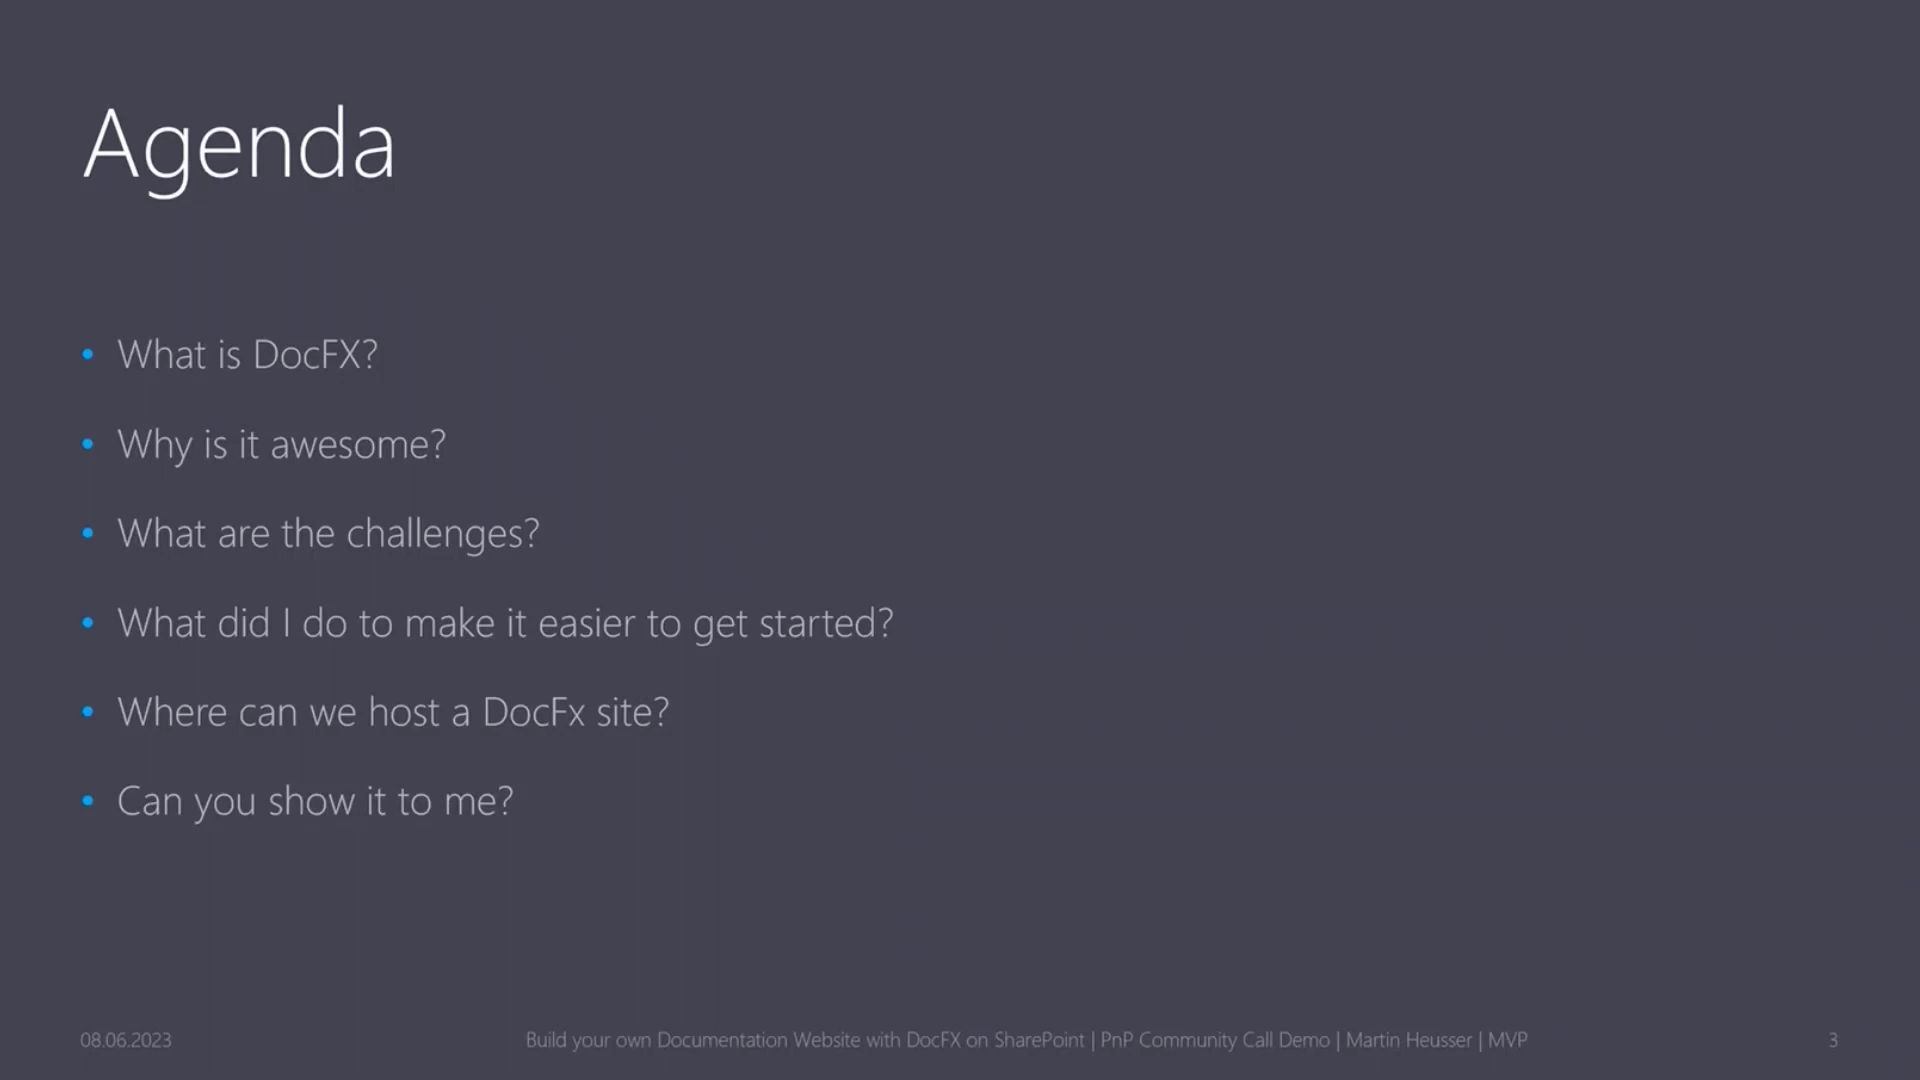 Agenda
• What is DocFX?
• Why is it awesome?
• What are the challenges?
• What did I do to make it easier to get started?
• Where can we host a DocFx site?
• Can you show it to me?
08.06.2023
Build your own Documentation Website with DocFX on SharePoint | PnP Community Call Demo | Martin Heusser | MVP
3